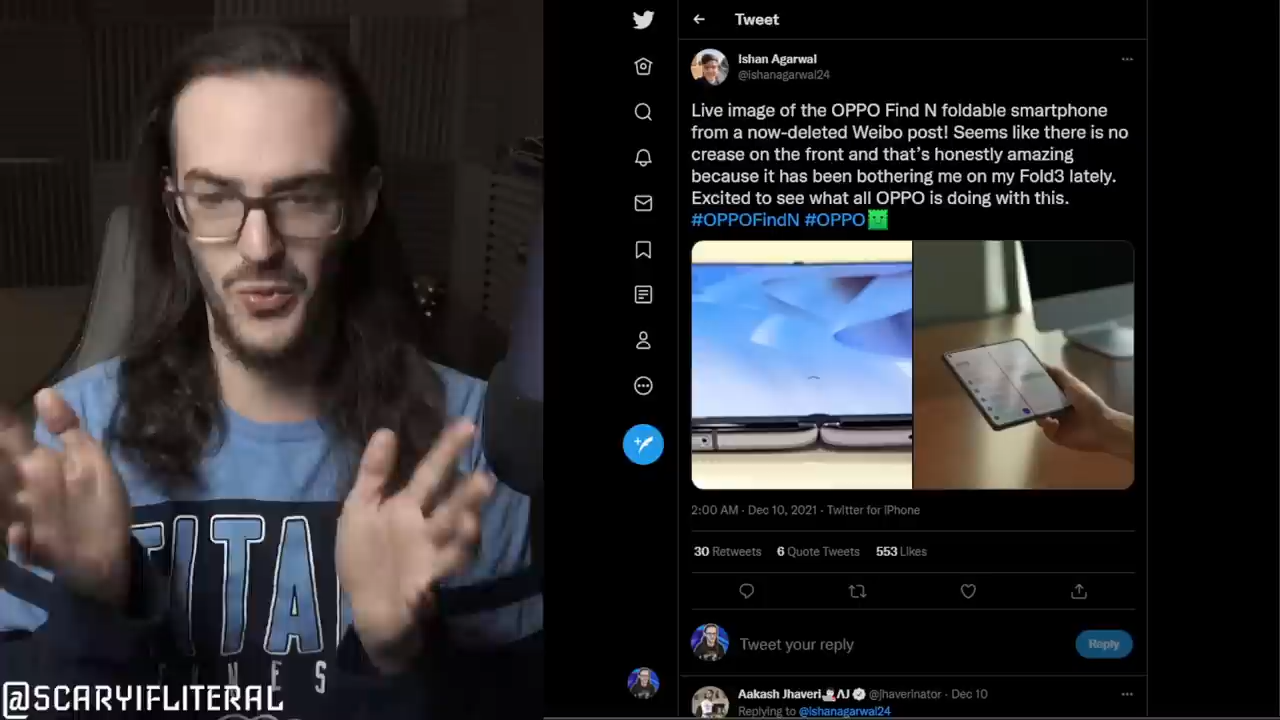 Tweet
Ishan Agarwal
@ishanagarwal24
Live image of the OPPO Find N foldable smartphone
from a now-deleted Weibo post! Seems like there is no
crease on the front and that's honestly amazing
because it has been bothering me on my Fold3 lately.
Excited to see what all OPPO is doing with this.
#OPPOFindN #OPPO
2:00 AM · Dec 10, 2021 · Twitter for iPhone
30 Retweets 6 Quote Tweets 553 Likes
Tweet your reply
Reply
Aakash Jhaveri AJ @jhaverinator · Dec 10
Replying to @ishanagarwal24
TITA
@SCARYIFLITERAL